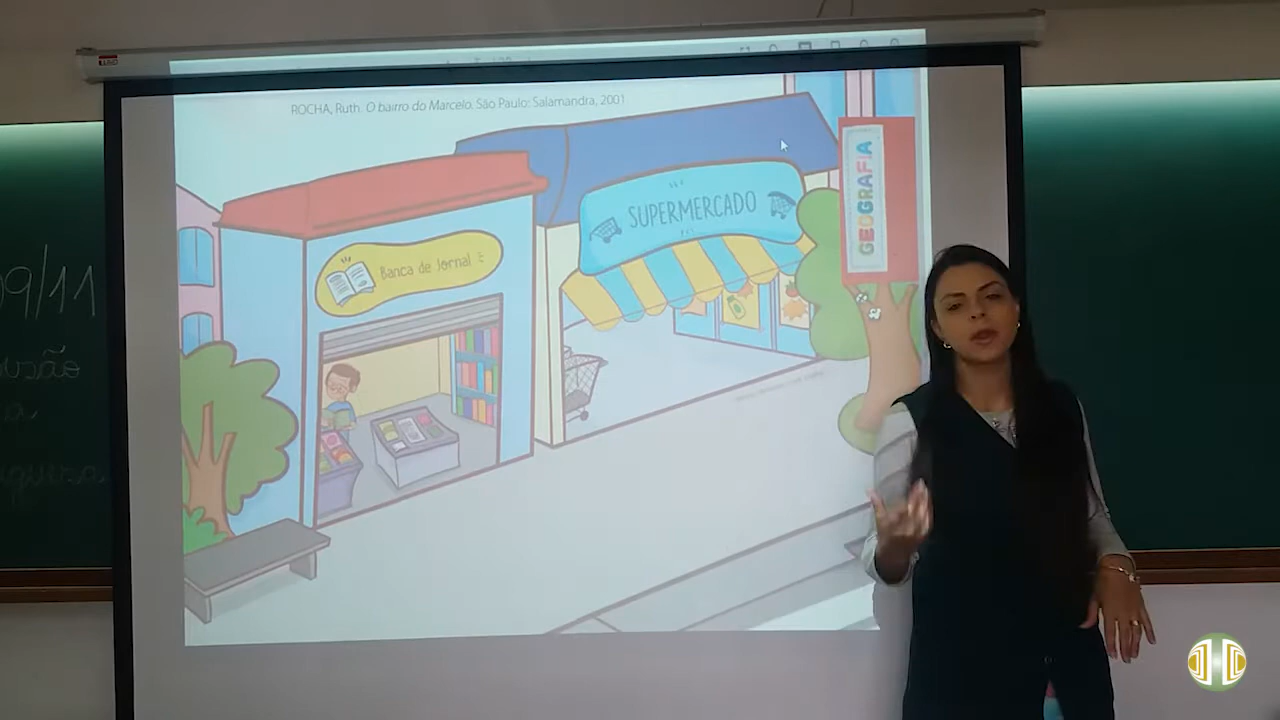 ROCHA, Ruth. O bairro do Marcelo. São Paulo: Salamandra, 2001
SUPERMERCADO
GEOGRAFIA
Banca de Jornal
09/11